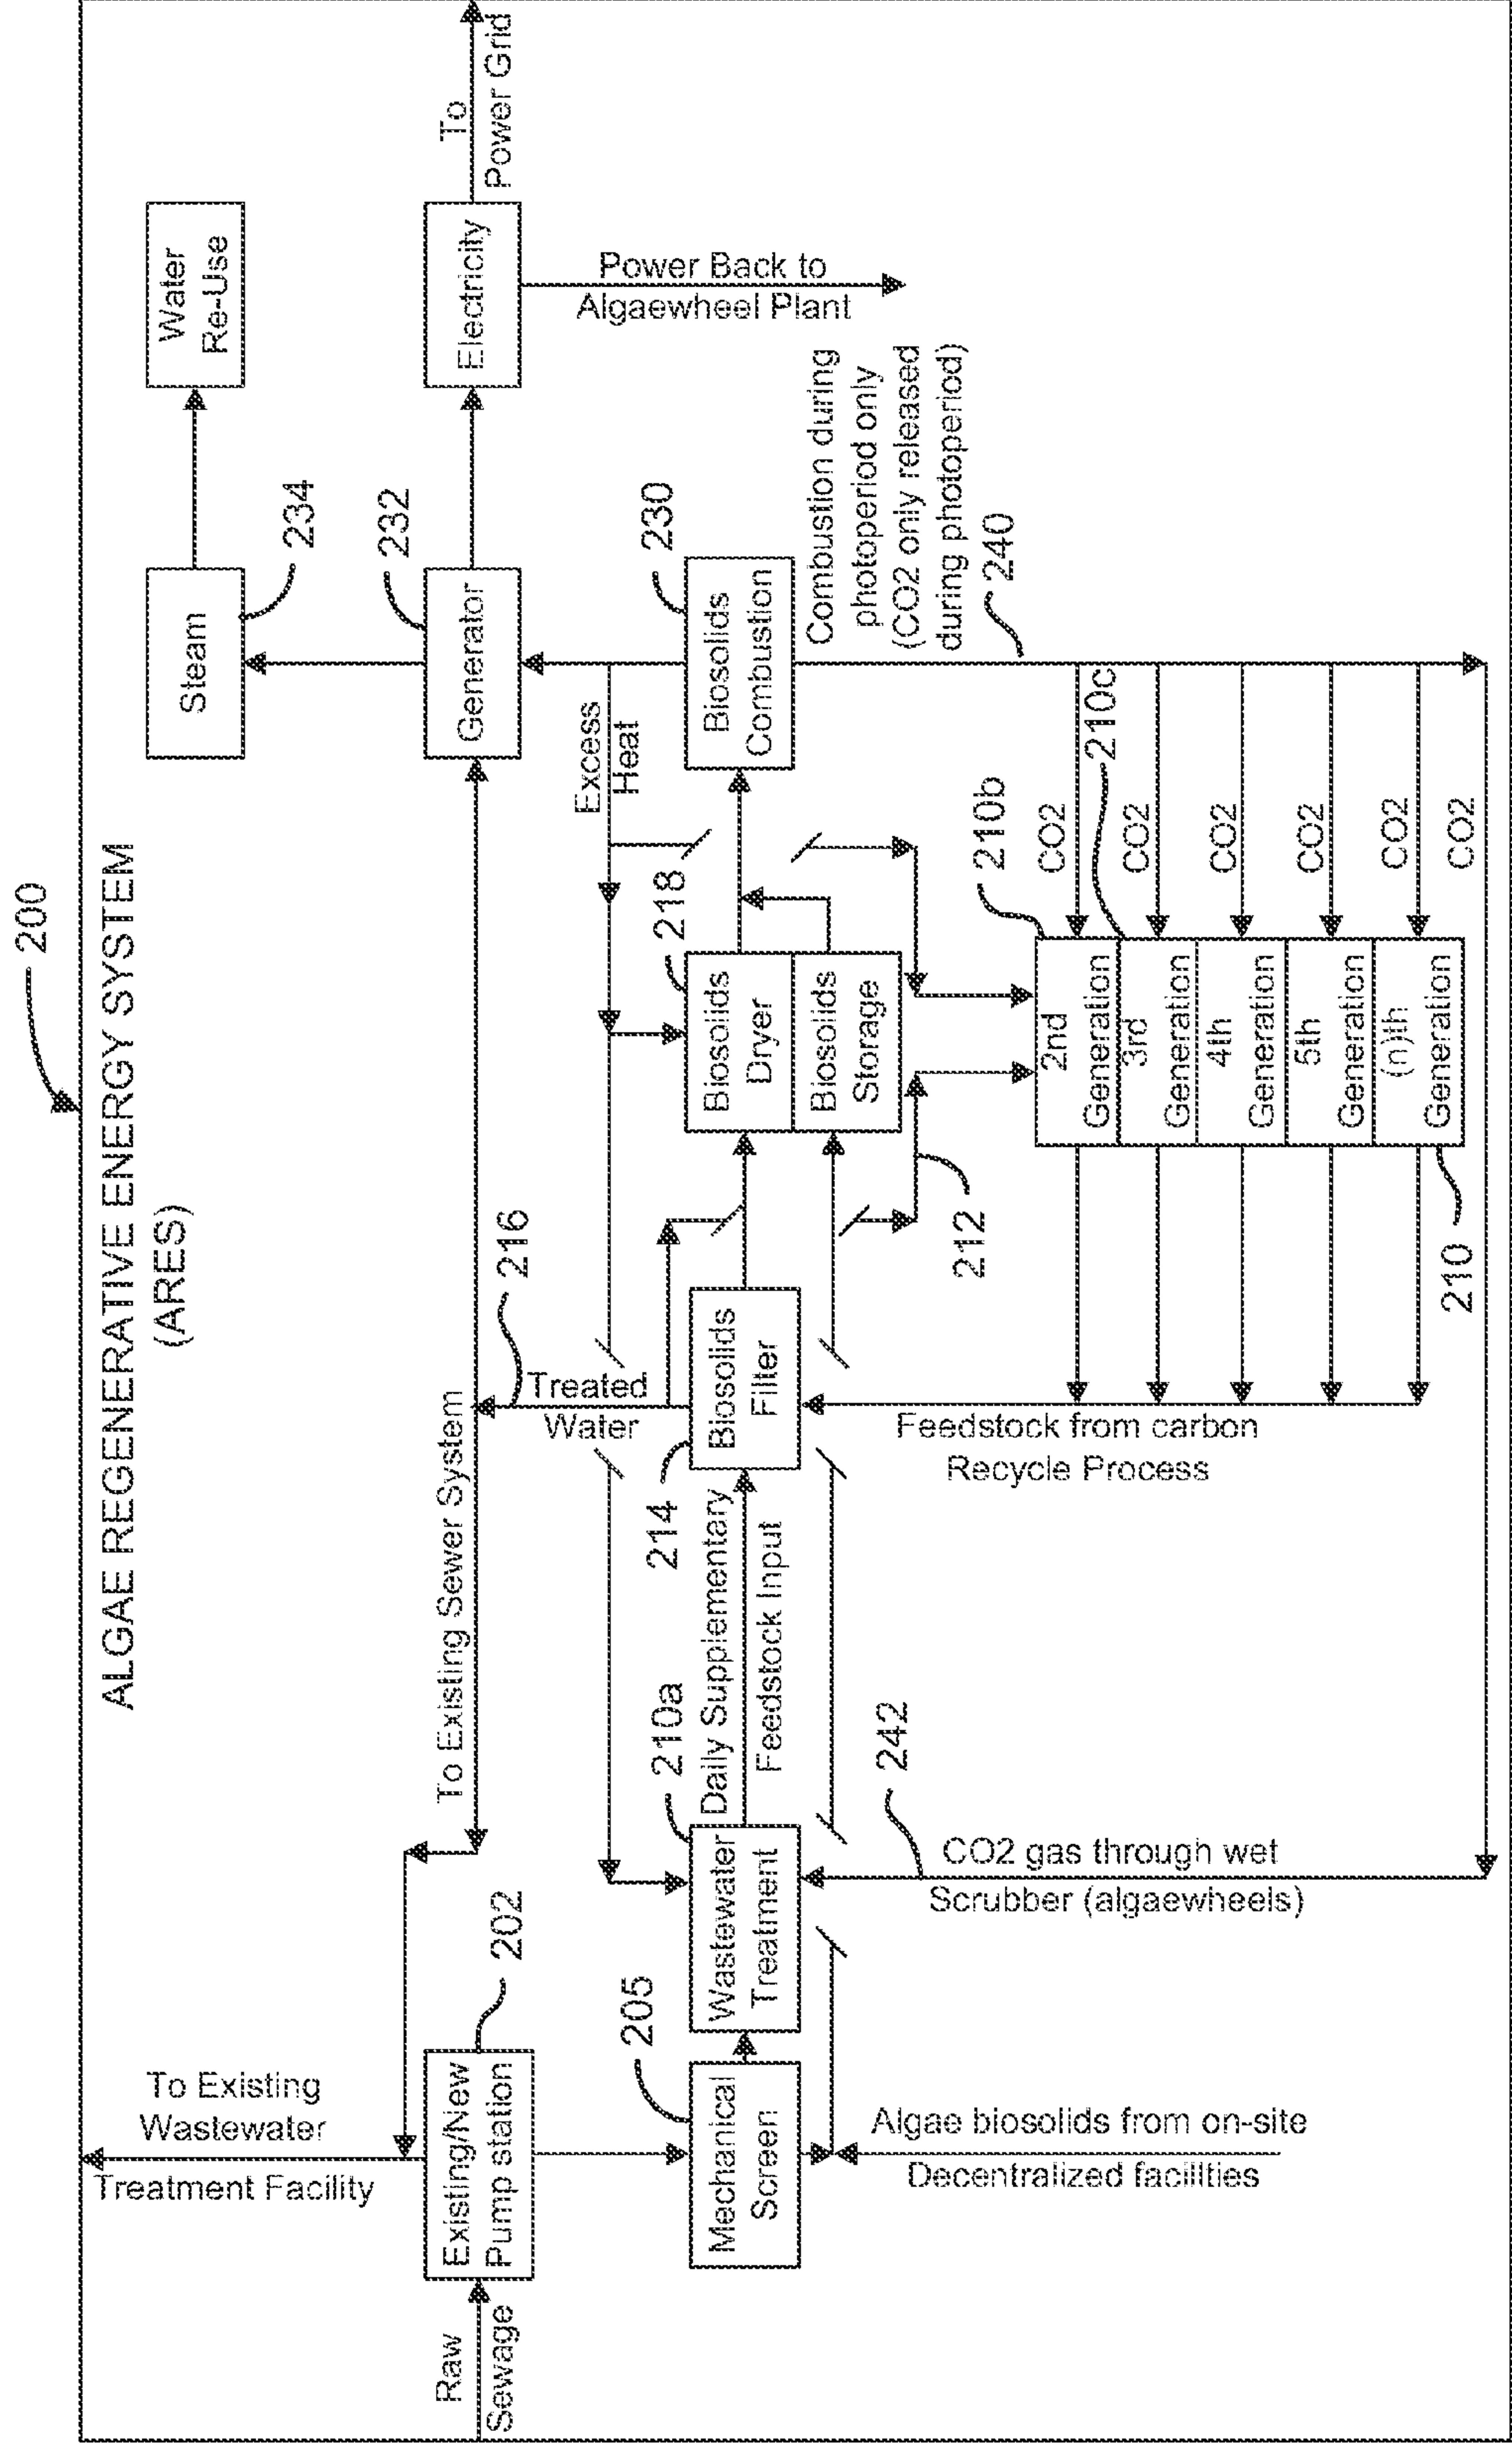 200
ALGAE REGENERATIVE ENERGY SYSTEM
(ARES)
Raw
Sewage
To Existing
Wastewater
Treatment Facility
Existing/New
Pump station
202
To Existing Sewer System
216
Treated
Water
Steam
234
Water
Re-Use
Generator
232
Electricity
To
Power Grid
Power Back to
Algaewheel Plant
Excess
Heat
205
Mechanical
Screen
Wastewater
Treatment
210a
Daily Supplementary
Feedstock Input
214
Biosolids
Filter
218
Biosolids
Dryer
Biosolids
Storage
Biosolids
Combustion
230
Combustion during
photoperiod only
(CO2 only released
during photoperiod)
240
Algae biosolids from on-site
Decentralized facilities
242
CO2 gas through wet
Scrubber (algaewheels)
Feedstock from carbon
Recycle Process
212
210b
210c
2nd
Generation
3rd
Generation
4th
Generation
5th
Generation
(n)th
Generation
CO2
CO2
CO2
CO2
CO2
CO2
210